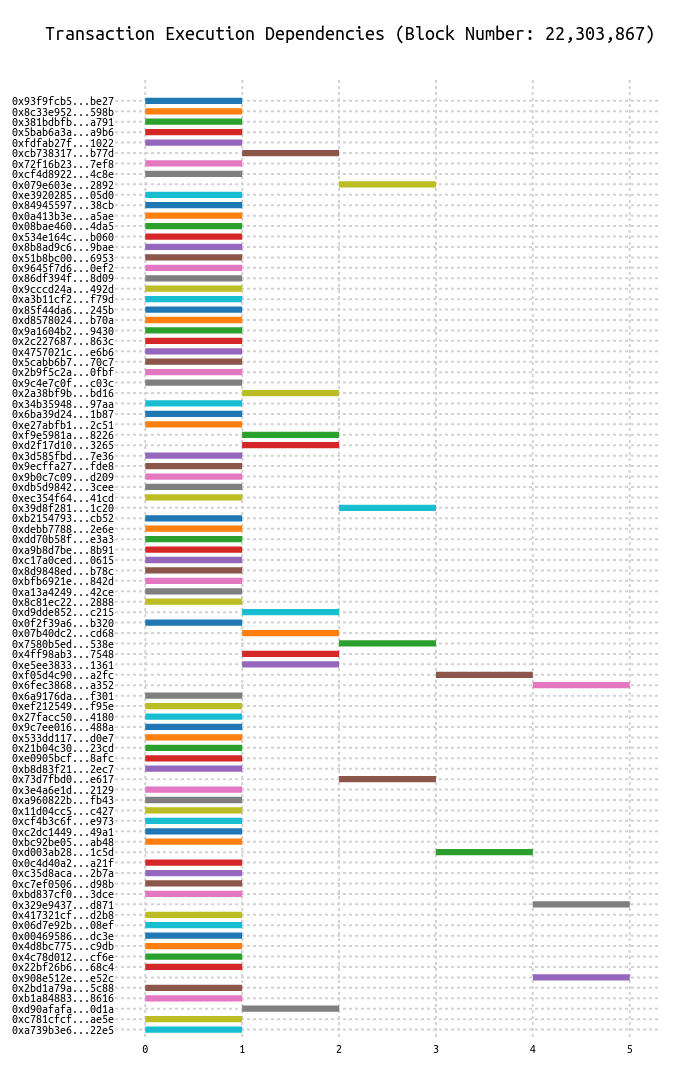 Transaction Execution Dependencies (Block Number: 22,303,867)
0x93f9fcb5...be27
0x8c33e952...598b
0x381bdbfb...a791
0x5bab6a3a...a9b6
0xfdfab27f...1022
0xcb738317...b77d
0x72f16b23...7ef8
0xcf4d8922...4c8e
0x079e603e...2892
0xe3920285...05d0
0x84945597...38cb
0x0a413b3e...a5ae
0x08bae460...4da5
0x534e164c...b060
0x8b8ad9c6...9bae
0x51b8bc00...6953
0x9645f7d6...0ef2
0x86df394f...8d09
0x9cccd24a...492d
0xa3b11cf2...f79d
0x85f44da6...245b
0xd8578024...b70a
0x9a1604b2...9430
0x2c227687...863c
0x4757021c...e6b6
0x5cabb6b7...70c7
0x2b9f5c2a...0fbf
0x9c4e7c0f...c03c
0x2a38bf9b...bd16
0x34b35948...97aa
0x6ba39d24...1b87
0xe27abfb1...2c51
0xf9e5981a...8226
0xd2f17d10...3265
0x3d585fbd...7e36
0x9ecffa27...fde8
0x9b0c7c09...d209
0xdb5d9842...3cee
0xec354f64...41cd
0x39d8f281...1c20
0xb2154793...cb52
0xdebb7788...2e6e
0xdd70b58f...e3a3
0xa9b8d7be...8b91
0xc17a0ced...0615
0x8d9848ed...b78c
0xbfb6921e...842d
0xa13a4249...42ce
0x8c81ec22...2888
0xd9dde852...c215
0x0f2f39a6...b320
0x07b40dc2...cd68
0x7580b5ed...538e
0x4ff98ab3...7548
0xe5ee3833...1361
0xf05d4c90...a2fc
0x6fec3868...a352
0x6a9176da...f301
0xef212549...f95e
0x27facc50...4180
0x9c7ee016...488a
0x533dd117...d0e7
0x21b04c30...23cd
0xe0905bcf...8afc
0xb8d83f21...2ec7
0x73d7fbd0...e617
0x3e4a6e1d...2129
0xa960822b...fb43
0x11d04cc5...c427
0xcf4b3c6f...e973
0xc2dc1449...49a1
0xbc92be05...ab48
0xd003ab28...1c5d
0x0c4d40a2...a21f
0xc35d8aca...2b7a
0xc7ef0506...d98b
0xbd837cf0...3dce
0x329e9437...d871
0x417321cf...d2b8
0x06d7e92b...08ef
0x00469586...dc3e
0x4d8bc775...c9db
0x4c78d012...cf6e
0x22bf26b6...68c4
0x908e512e...e52c
0x2bd1a79a...5c88
0xb1a84883...8616
0xd90afafa...0d1a
0xc781cfcf...ae5e
0xa739b3e6...22e5
0 1 2 3 4 5